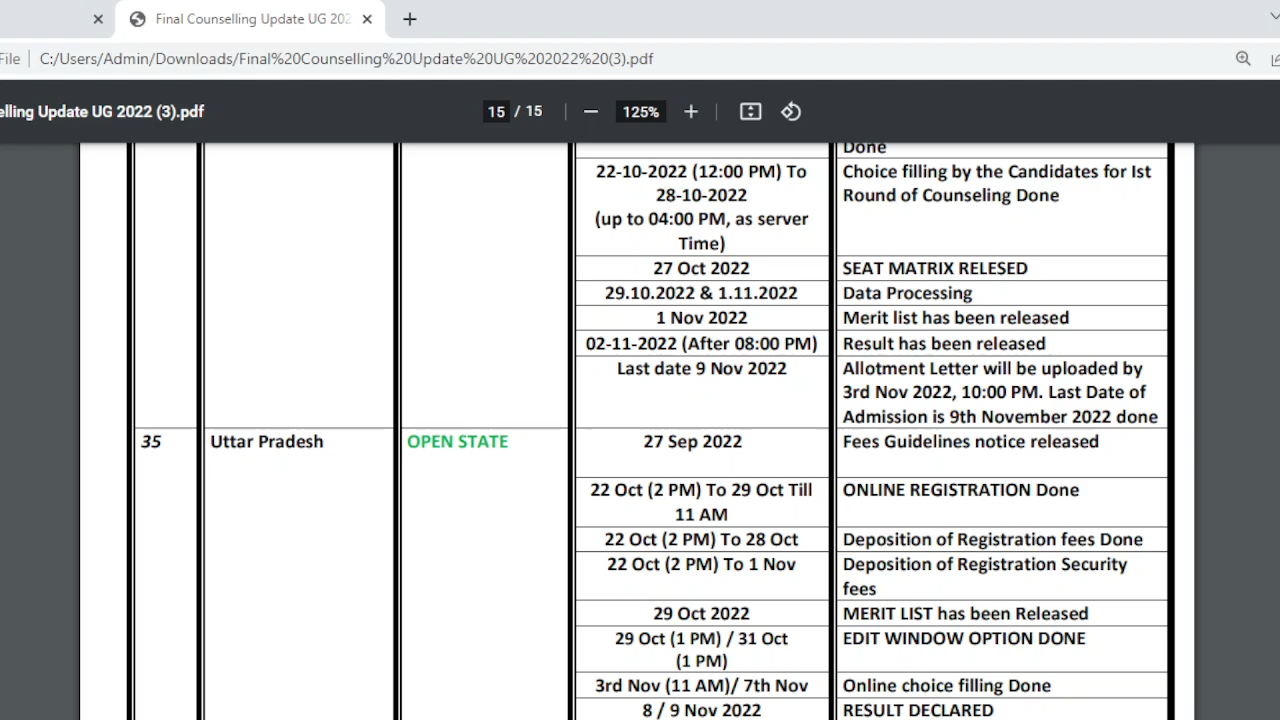 Final Counselling Update UG 202
File | C:/Users/Admin/Downloads/Final%20Counselling%20Update%20UG%202022%20(3).pdf
elling Update UG 2022 (3).pdf
15 / 15
125%
Done
22-10-2022 (12:00 PM) To
28-10-2022
(up to 04:00 PM, as server
Time)
Choice filling by the Candidates for Ist
Round of Counseling Done
27 Oct 2022
SEAT MATRIX RELESED
29.10.2022 & 1.11.2022
Data Processing
1 Nov 2022
Merit list has been released
02-11-2022 (After 08:00 PM)
Result has been released
Last date 9 Nov 2022
Allotment Letter will be uploaded by
3rd Nov 2022, 10:00 PM. Last Date of
Admission is 9th November 2022 done
35
Uttar Pradesh
OPEN STATE
27 Sep 2022
Fees Guidelines notice released
22 Oct (2 PM) To 29 Oct Till
11 AM
ONLINE REGISTRATION Done
22 Oct (2 PM) To 28 Oct
Deposition of Registration fees Done
22 Oct (2 PM) To 1 Nov
Deposition of Registration Security
fees
29 Oct 2022
MERIT LIST has been Released
29 Oct (1 PM) / 31 Oct
(1 PM)
EDIT WINDOW OPTION DONE
3rd Nov (11 AM)/ 7th Nov
Online choice filling Done
8 / 9 Nov 2022
RESULT DECLARED